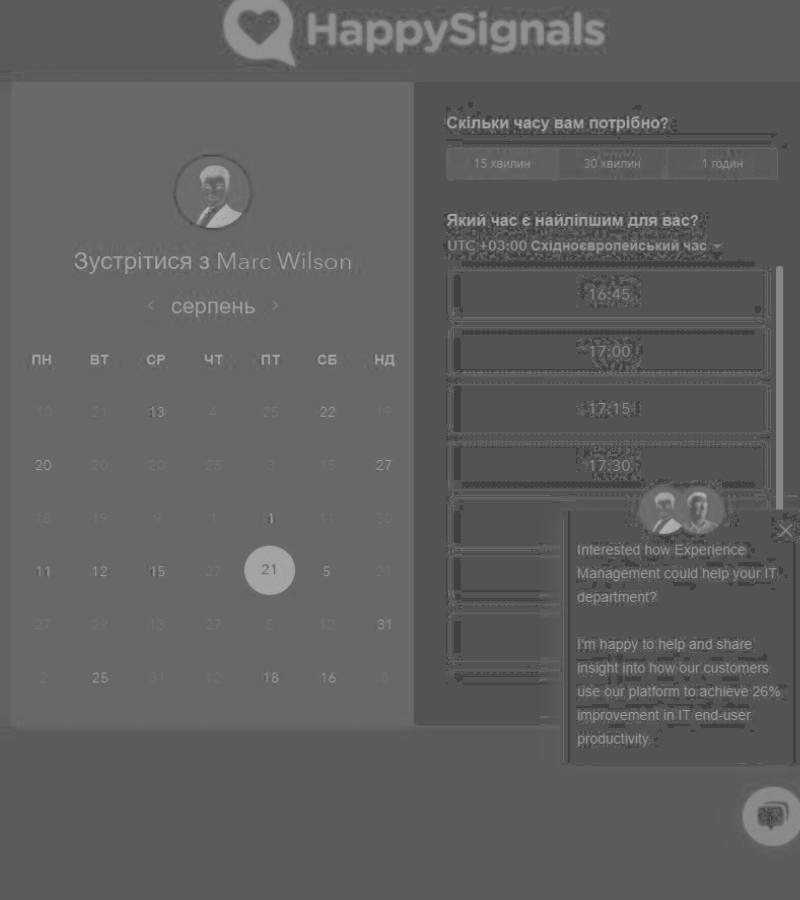 HappySignals
Зустрітися з Marc Wilson
серпень
ПН ВТ СР ЧТ ПТ СБ НД
10 21 13 4 25 22 19
20 20 20 25 3 15 27
18 19 9 1 1 11 30
11 12 15 27 21 5 21
27 29 13 27 5 12 31
2 25 31 12 18 16 3
Скільки часу вам потрібно?
15 хвилин 30 хвилин 1 годин
Який час є найліпшим для вас?
UTC +03:00 Східноєвропейський час
16:45
17:00
17:15
17:30
Interested how Experience
Management could help your IT
department?
I'm happy to help and share
insight into how our customers
use our platform to achieve 26%
improvement in IT end-user
productivity.